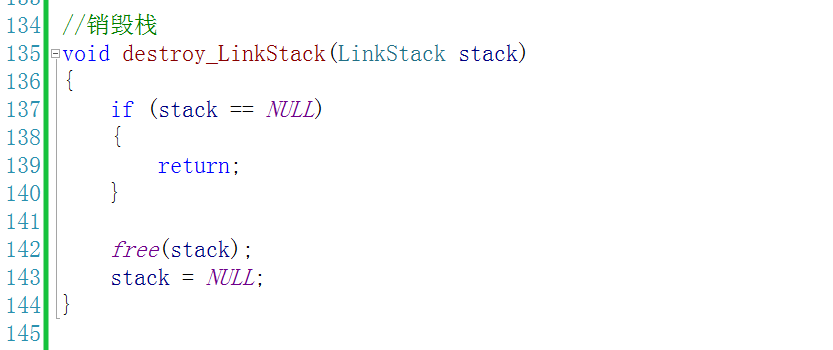 134 //销毁栈
135 void destroy_LinkStack(LinkStack stack)
136 {
137     if (stack == NULL)
138     {
139         return;
140     }
141
142     free(stack);
143     stack = NULL;
144 }
145